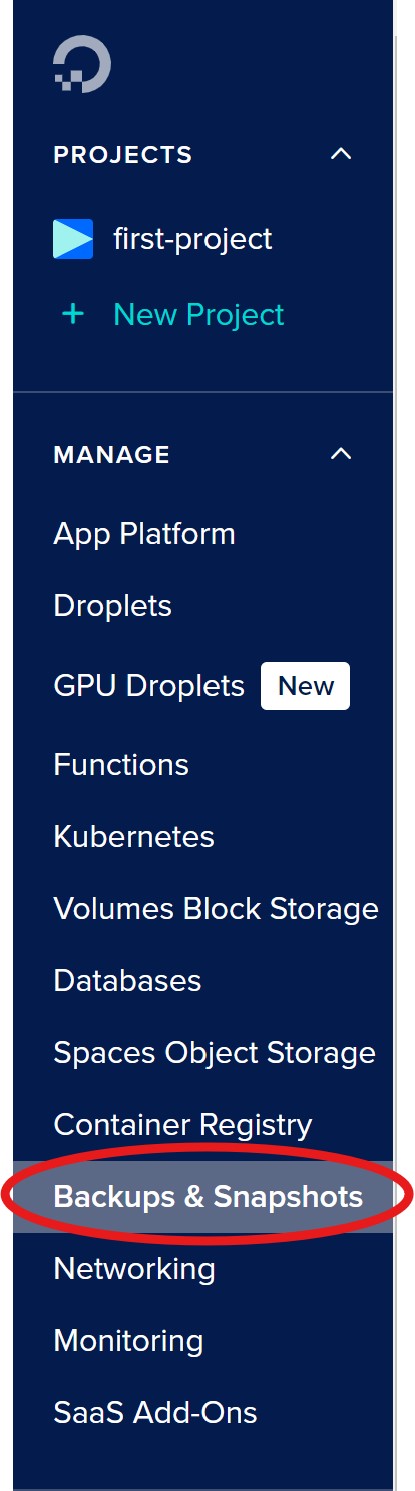 PROJECTS
first-project
+ New Project
MANAGE
App Platform
Droplets
GPU Droplets New
Functions
Kubernetes
Volumes Block Storage
Databases
Spaces Object Storage
Container Registry
Backups & Snapshots
Networking
Monitoring
SaaS Add-Ons